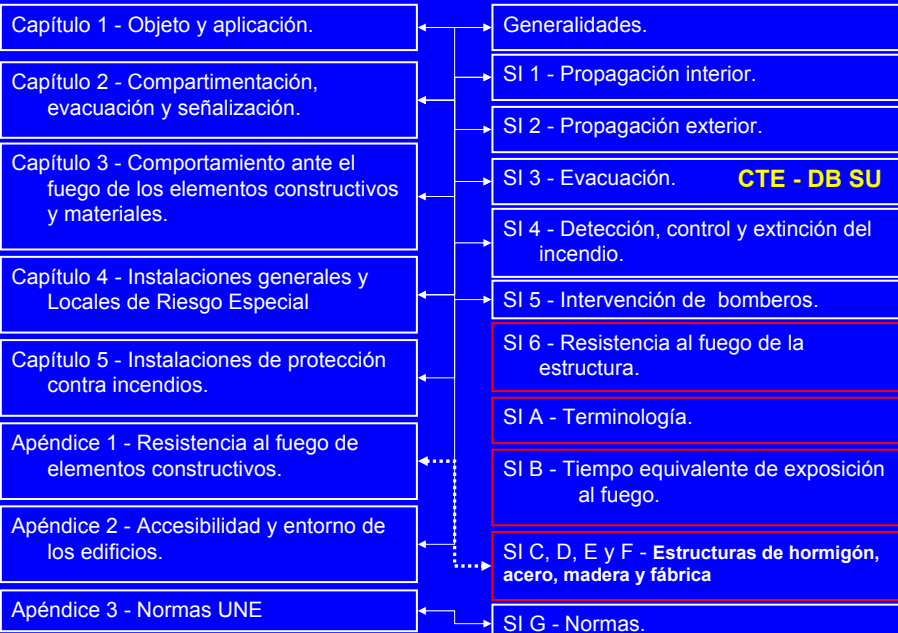 Capítulo 1 - Objeto y aplicación.
Capítulo 2 - Compartimentación,
evacuación y señalización.
Capítulo 3 - Comportamiento ante el
fuego de los elementos constructivos
y materiales.
Capítulo 4 - Instalaciones generales y
Locales de Riesgo Especial
Capítulo 5 - Instalaciones de protección
contra incendios.
Apéndice 1 - Resistencia al fuego de
elementos constructivos.
Apéndice 2 - Accesibilidad y entorno de
los edificios.
Apéndice 3 - Normas UNE
Generalidades.
SI 1 - Propagación interior.
SI 2 - Propagación exterior.
SI 3 - Evacuación. CTE - DB SU
SI 4 - Detección, control y extinción del
incendio.
SI 5 - Intervención de bomberos.
SI 6 - Resistencia al fuego de la
estructura.
SI A - Terminología.
SI B - Tiempo equivalente de exposición
al fuego.
SI C, D, E y F - Estructuras de hormigón,
acero, madera y fábrica
SI G - Normas.